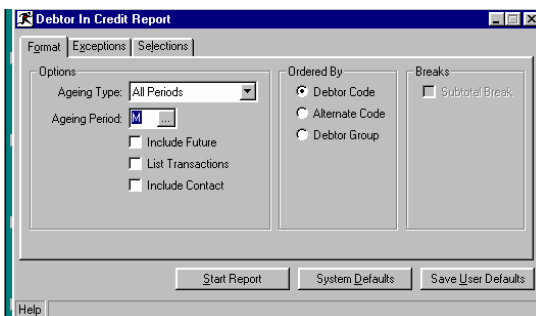 Debtor In Credit Report
Format Exceptions Selections
Options Ordered By Breaks
Ageing Type: All Periods Debtor Code Subtotal Break
Ageing Period: M ... Alternate Code
Include Future Debtor Group
List Transactions
Include Contact
Start Report System Defaults Save User Defaults
Help